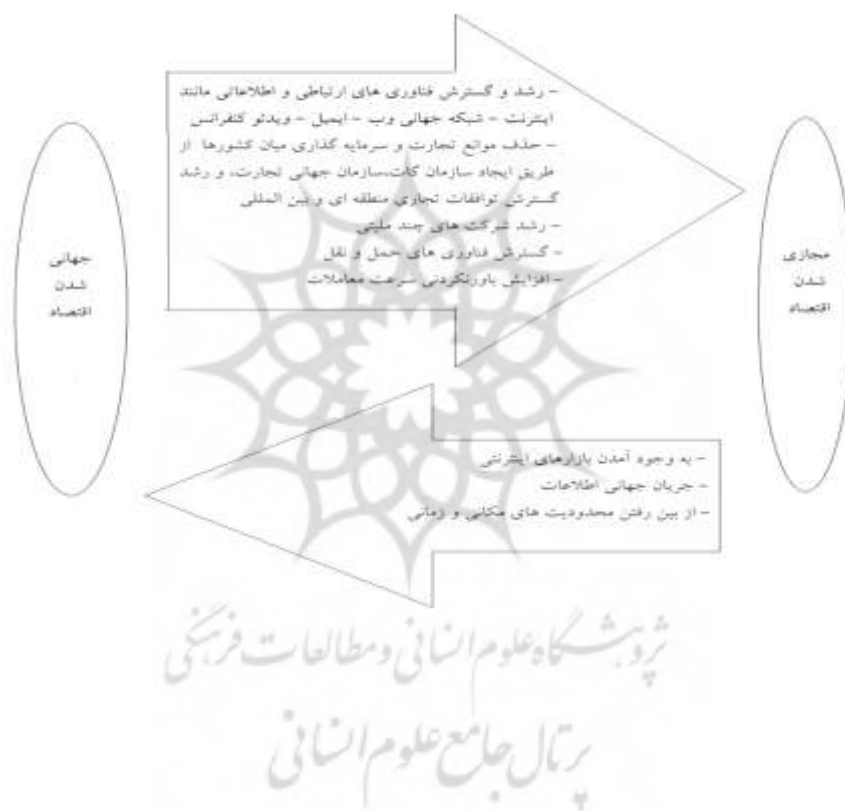 - رشد و گسترش فناوری های ارتباطی و اطلاعاتی مانند
اینترنت - شبکه جهانی وب - ایمیل - ویدئو کنفرانس
- حذف موانع تجارت و سرمایه گذاری میان کشورها از
طریق ایجاد سازمان گات،سازمان جهانی تجارت، و رشد
گسترش توافقات تجاری منطقه ای و بین المللی
- رشد شرکت های چند ملیتی
- گسترش فناوری های حمل و نقل
- افزایش باورنکردنی سرعت معاملات
مجازی
شدن
اقتصاد
جهانی
شدن
اقتصاد
- به وجود آمدن بازارهای اینترنتی
- جریان جهانی اطلاعات
- از بین رفتن محدودیت های مکانی و زمانی
پژوهشگاه علوم انسانی و مطالعات فرهنگی
پرتال جامع علوم انسانی